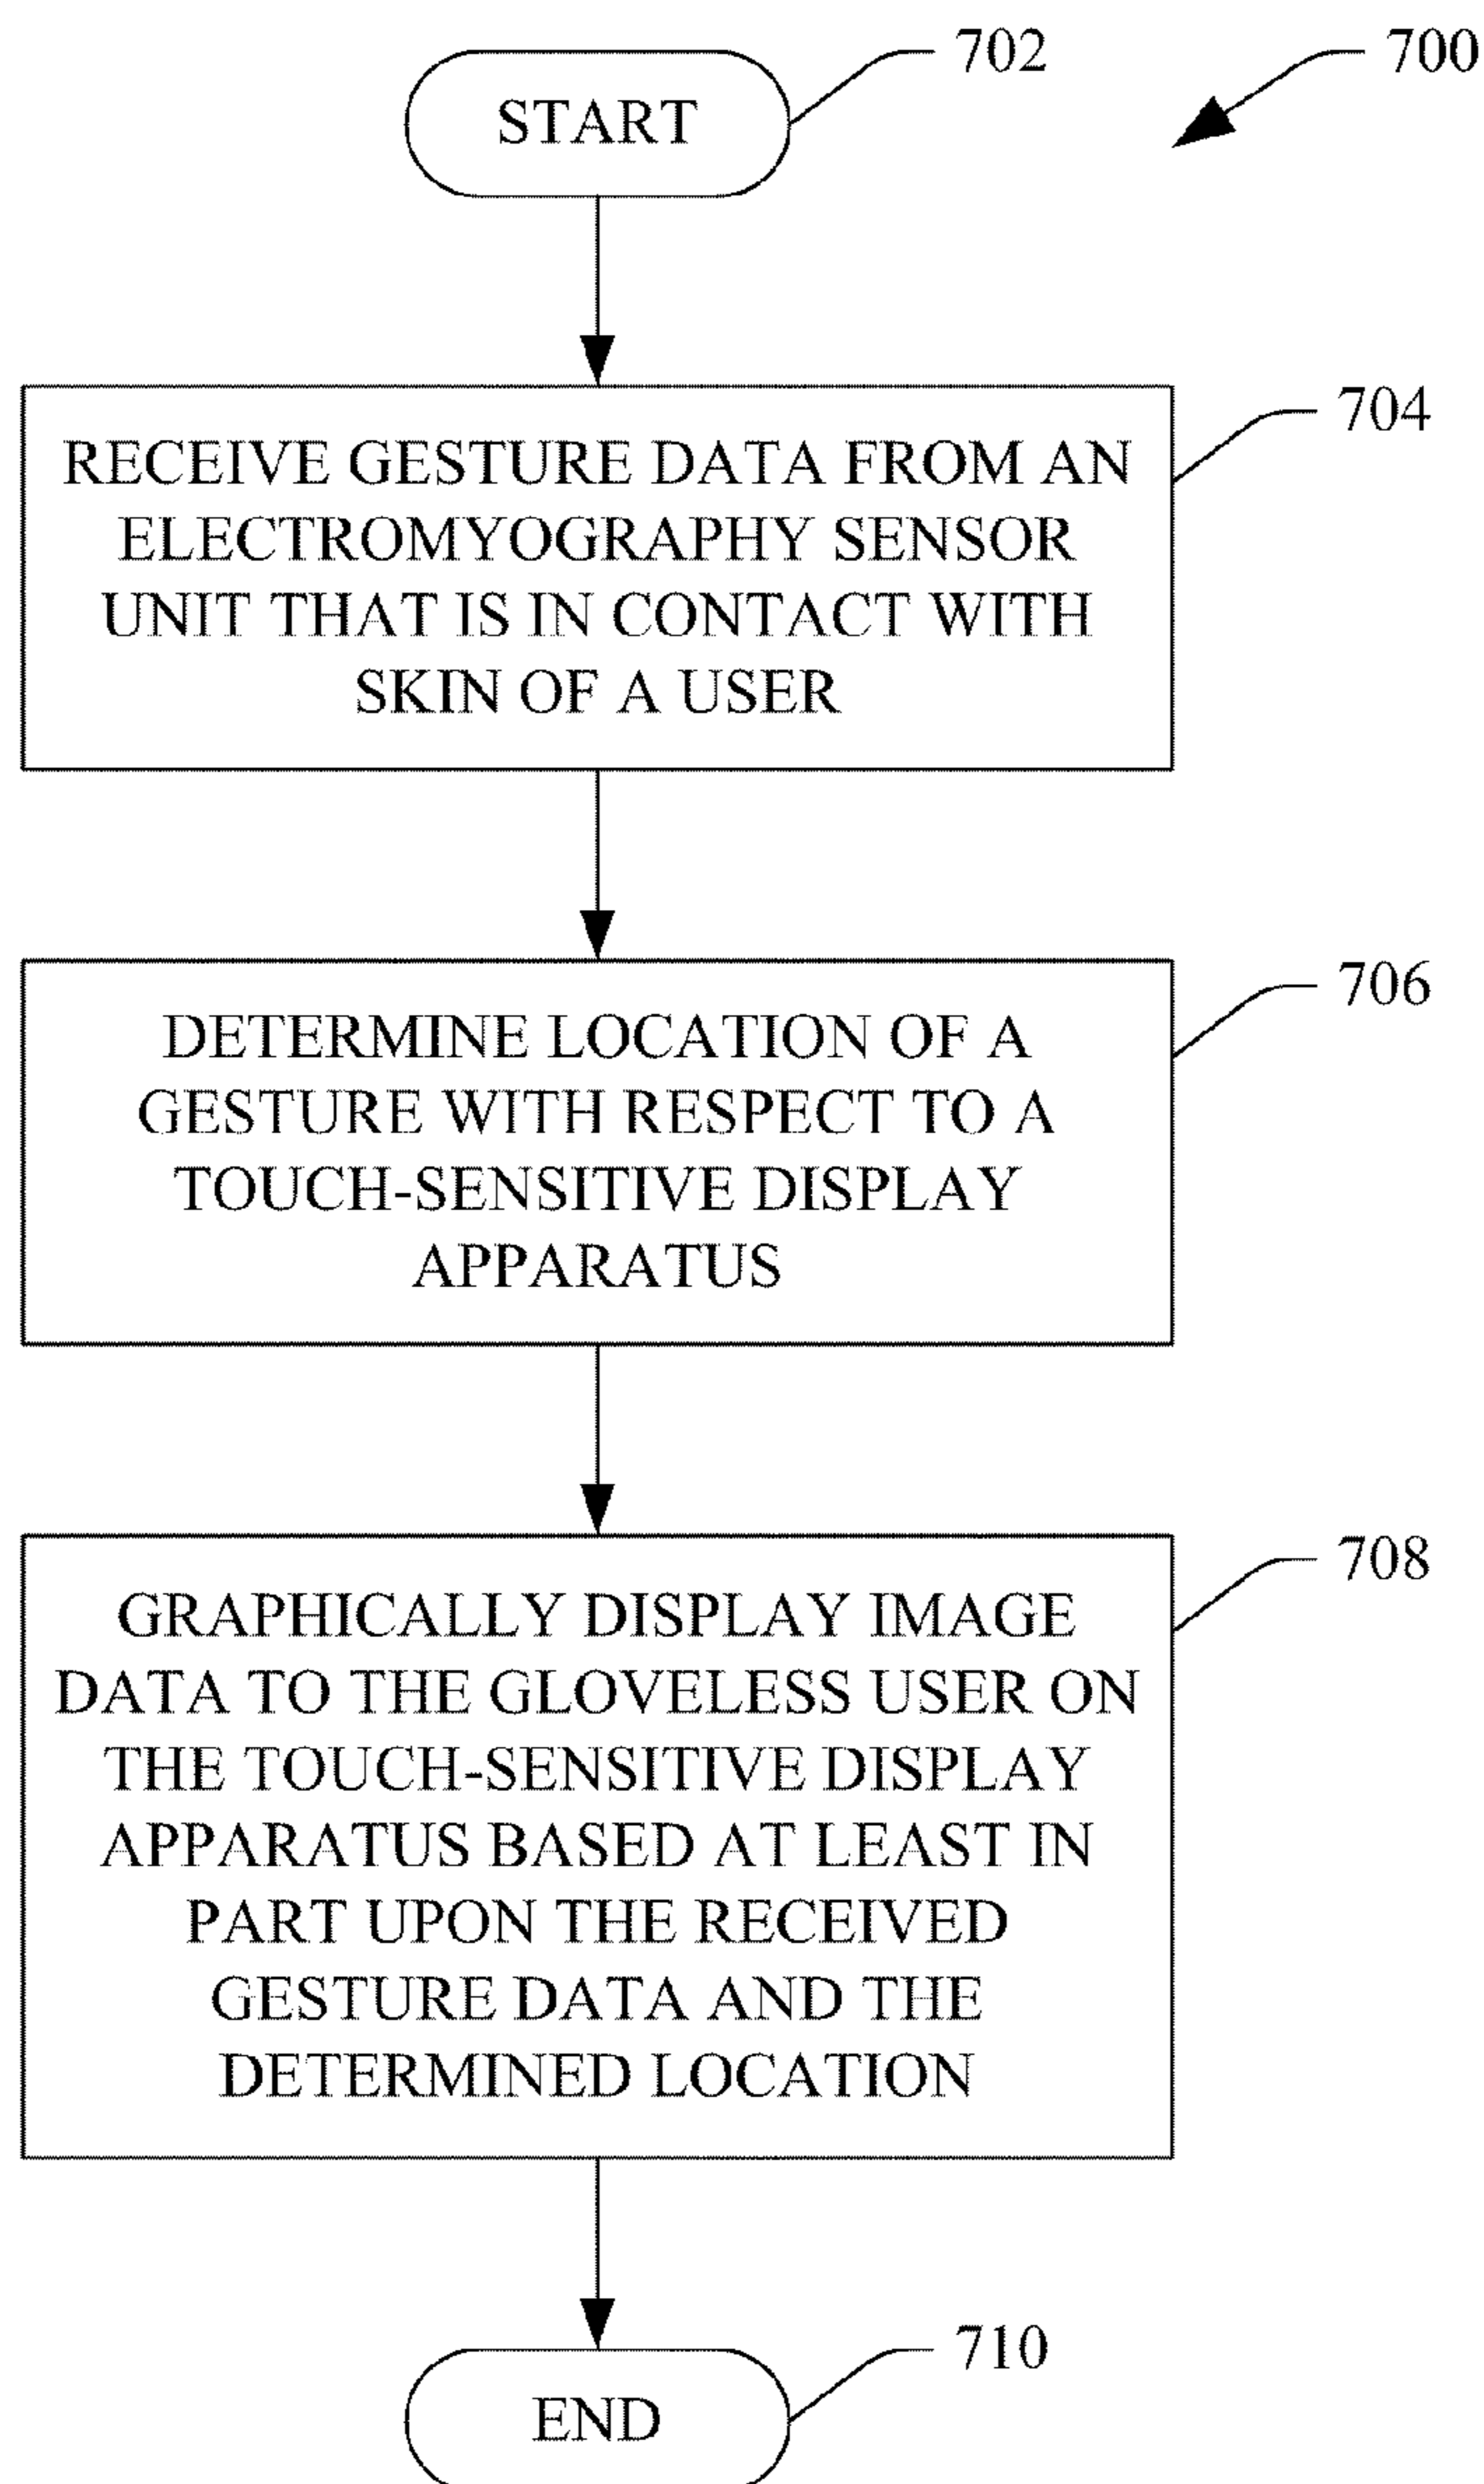 702
700
START
704
RECEIVE GESTURE DATA FROM AN
ELECTROMYOGRAPHY SENSOR
UNIT THAT IS IN CONTACT WITH
SKIN OF A USER
706
DETERMINE LOCATION OF A
GESTURE WITH RESPECT TO A
TOUCH-SENSITIVE DISPLAY
APPARATUS
708
GRAPHICALLY DISPLAY IMAGE
DATA TO THE GLOVELESS USER ON
THE TOUCH-SENSITIVE DISPLAY
APPARATUS BASED AT LEAST IN
PART UPON THE RECEIVED
GESTURE DATA AND THE
DETERMINED LOCATION
710
END